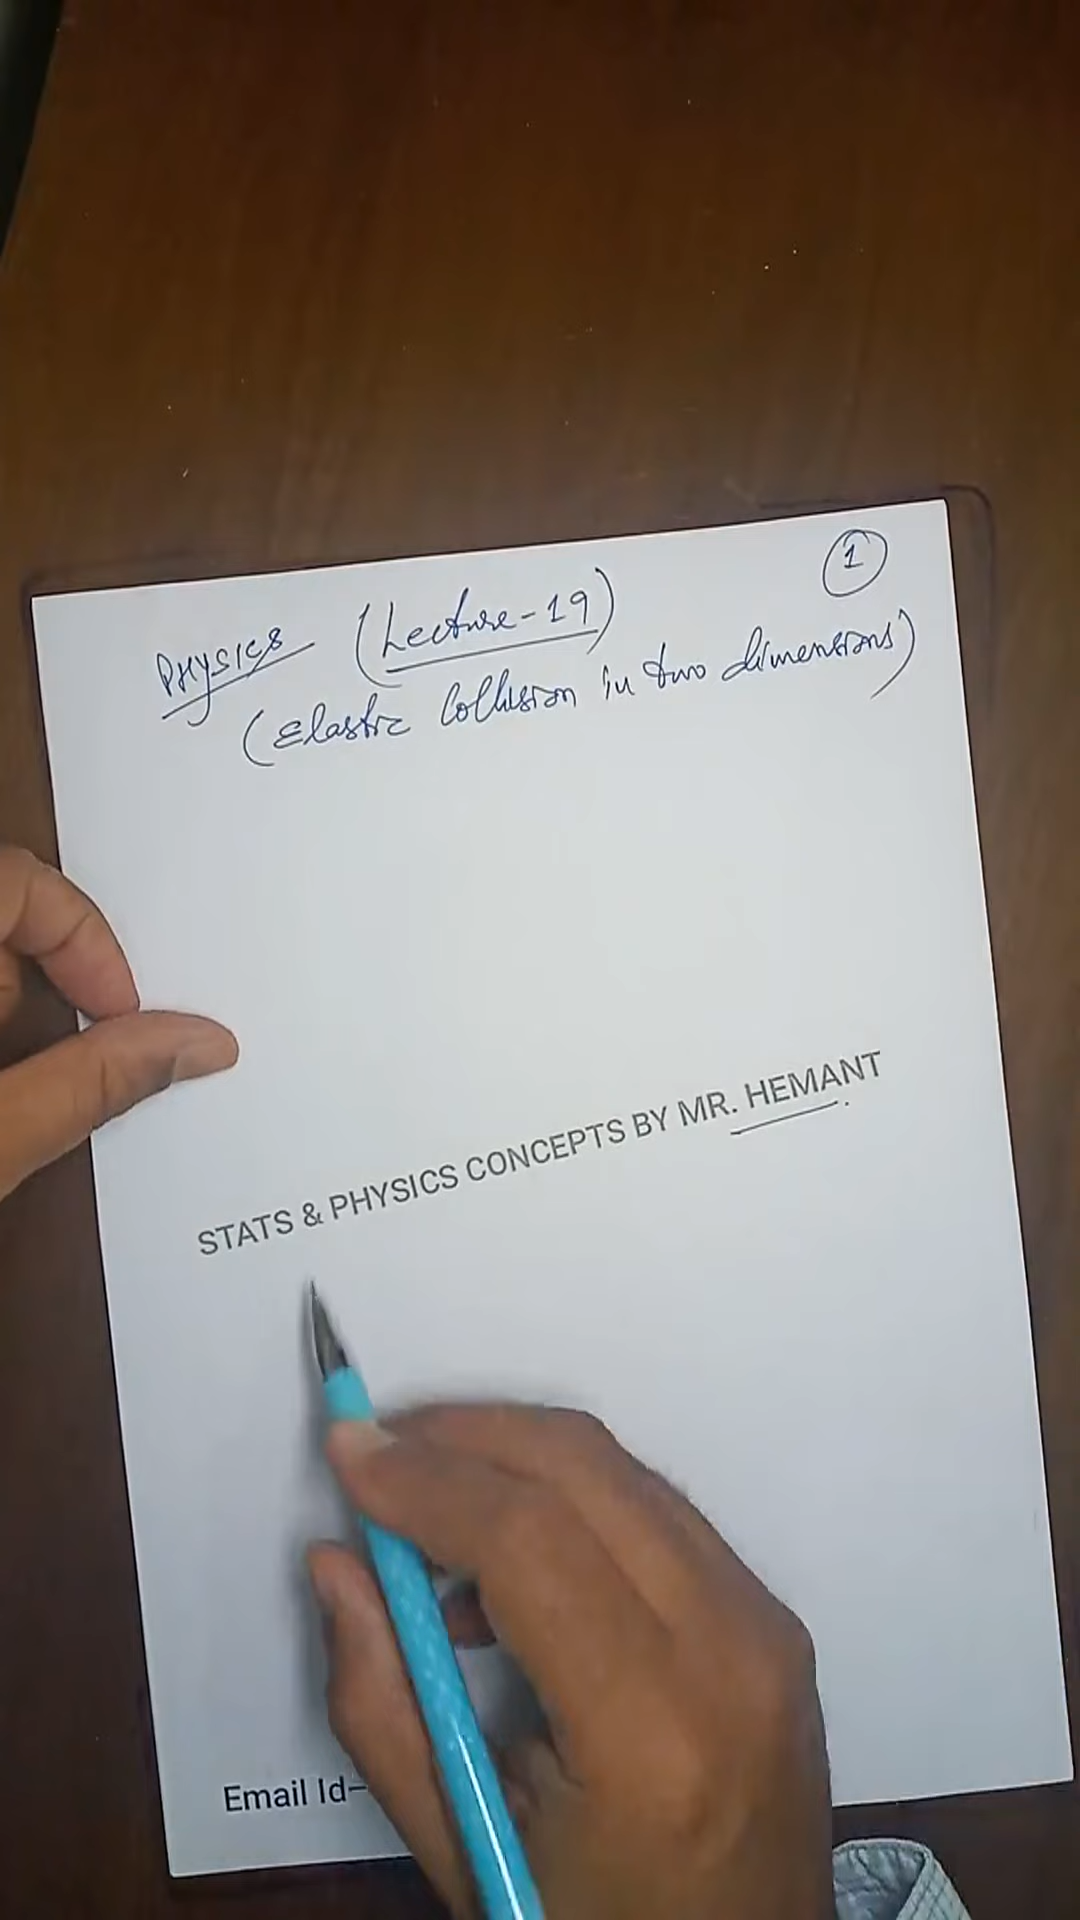 1
PHYSICS (Lecture-19)
(Elastic Collision in two dimensions)
STATS & PHYSICS CONCEPTS BY MR. HEMANT
Email Id-